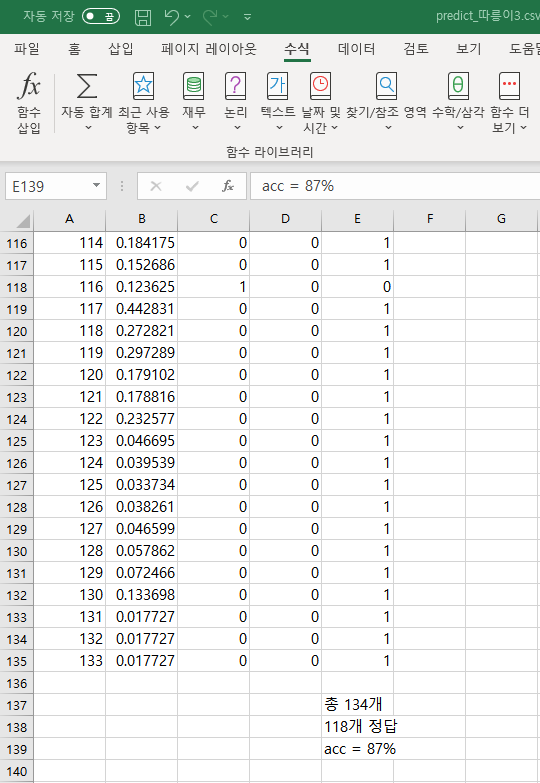 자동 저장 끔 predict_따릉이3.csv
파일 홈 삽입 페이지 레이아웃 수식 데이터 검토 보기 도움말
fx Σ ? 가 θ
함수 삽입 자동 합계 최근 사용 항목 재무 논리 텍스트 날짜 및 시간 찾기/참조 영역 수학/삼각 함수 더 보기
함수 라이브러리
E139 fx acc = 87%
A B C D E F G
116 114 0.184175 0 0 1
117 115 0.152686 0 0 1
118 116 0.123625 1 0 0
119 117 0.442831 0 0 1
120 118 0.272821 0 0 1
121 119 0.297289 0 0 1
122 120 0.179102 0 0 1
123 121 0.178816 0 0 1
124 122 0.232577 0 0 1
125 123 0.046695 0 0 1
126 124 0.039539 0 0 1
127 125 0.033734 0 0 1
128 126 0.038261 0 0 1
129 127 0.046599 0 0 1
130 128 0.057862 0 0 1
131 129 0.072466 0 0 1
132 130 0.133698 0 0 1
133 131 0.017727 0 0 1
134 132 0.017727 0 0 1
135 133 0.017727 0 0 1
136
137 총 134개
138 118개 정답
139 acc = 87%
140